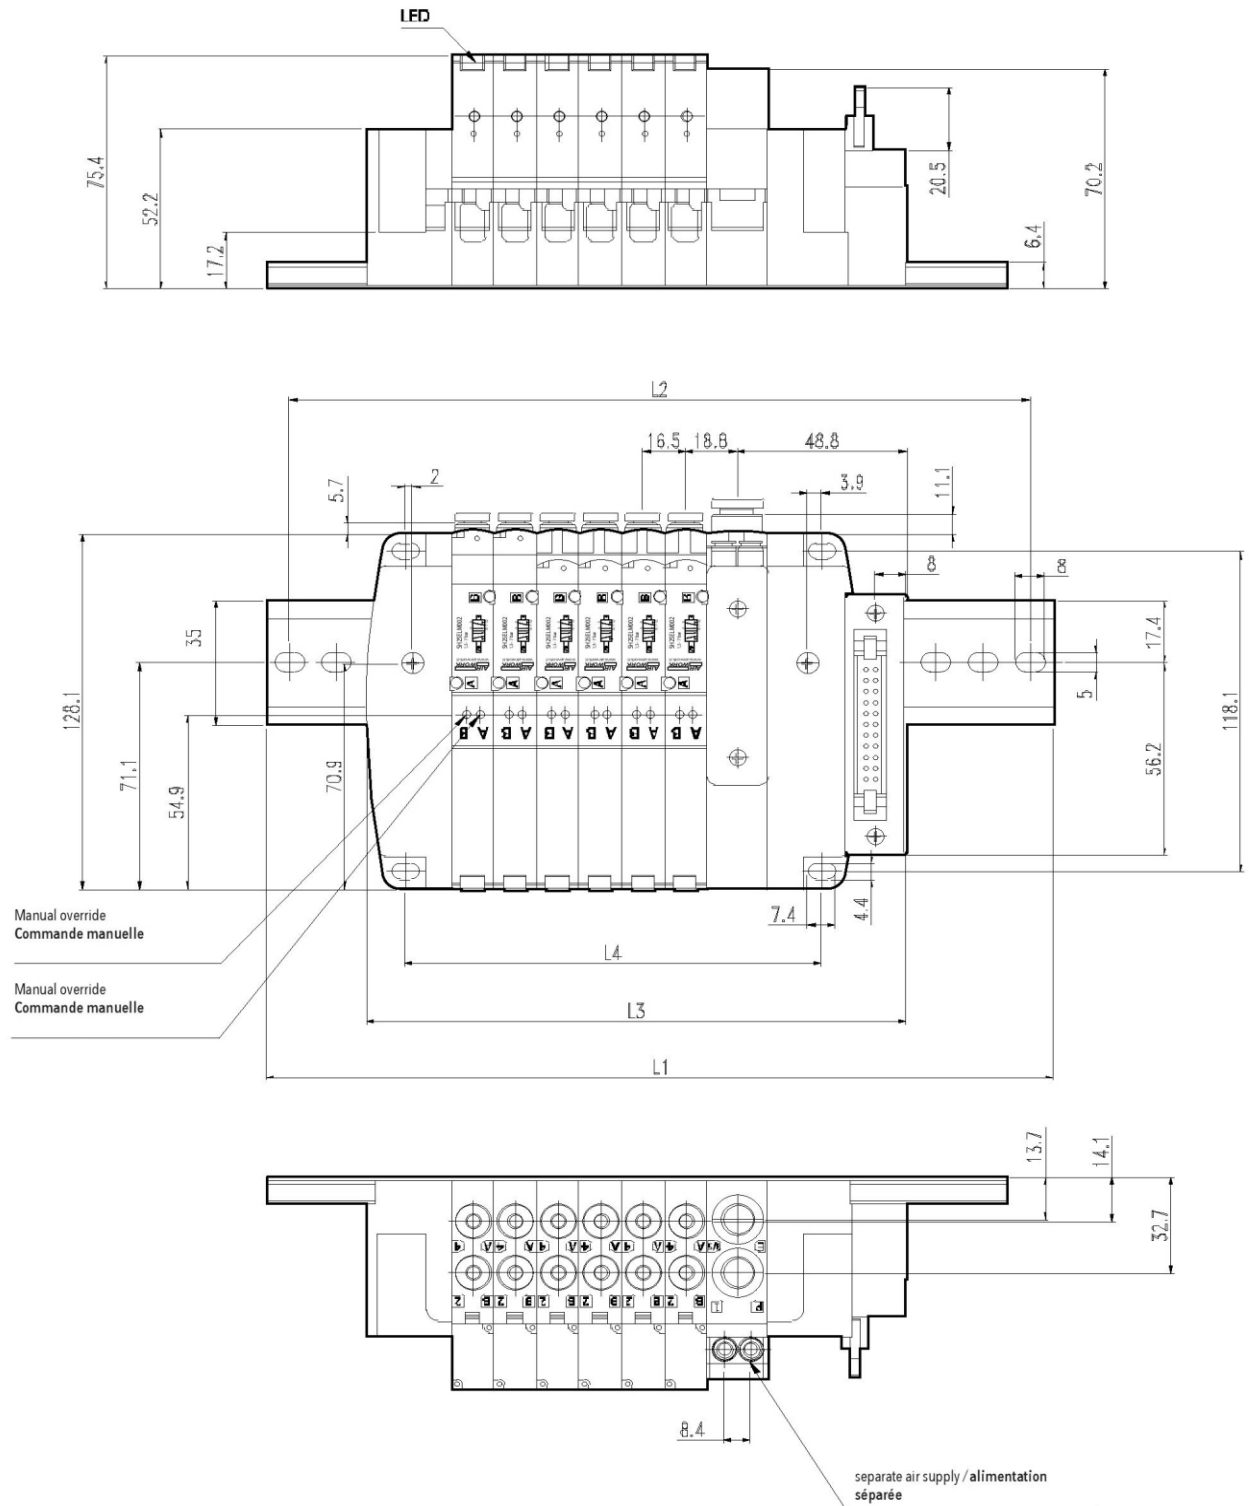 LED
75.4
52.2
17.2
20.5
70.2
6.4
L2
16.5
18.8
48.8
2
5.7
3.9
11.1
8
8
35
17.4
5
128.1
71.1
54.9
70.9
118.1
56.2
B A B A B A B A B A B A
7.4
4.4
Manual override
Commande manuelle
L4
Manual override
Commande manuelle
L3
L1
13.7
14.1
32.7
8.4
separate air supply / alimentation
séparée